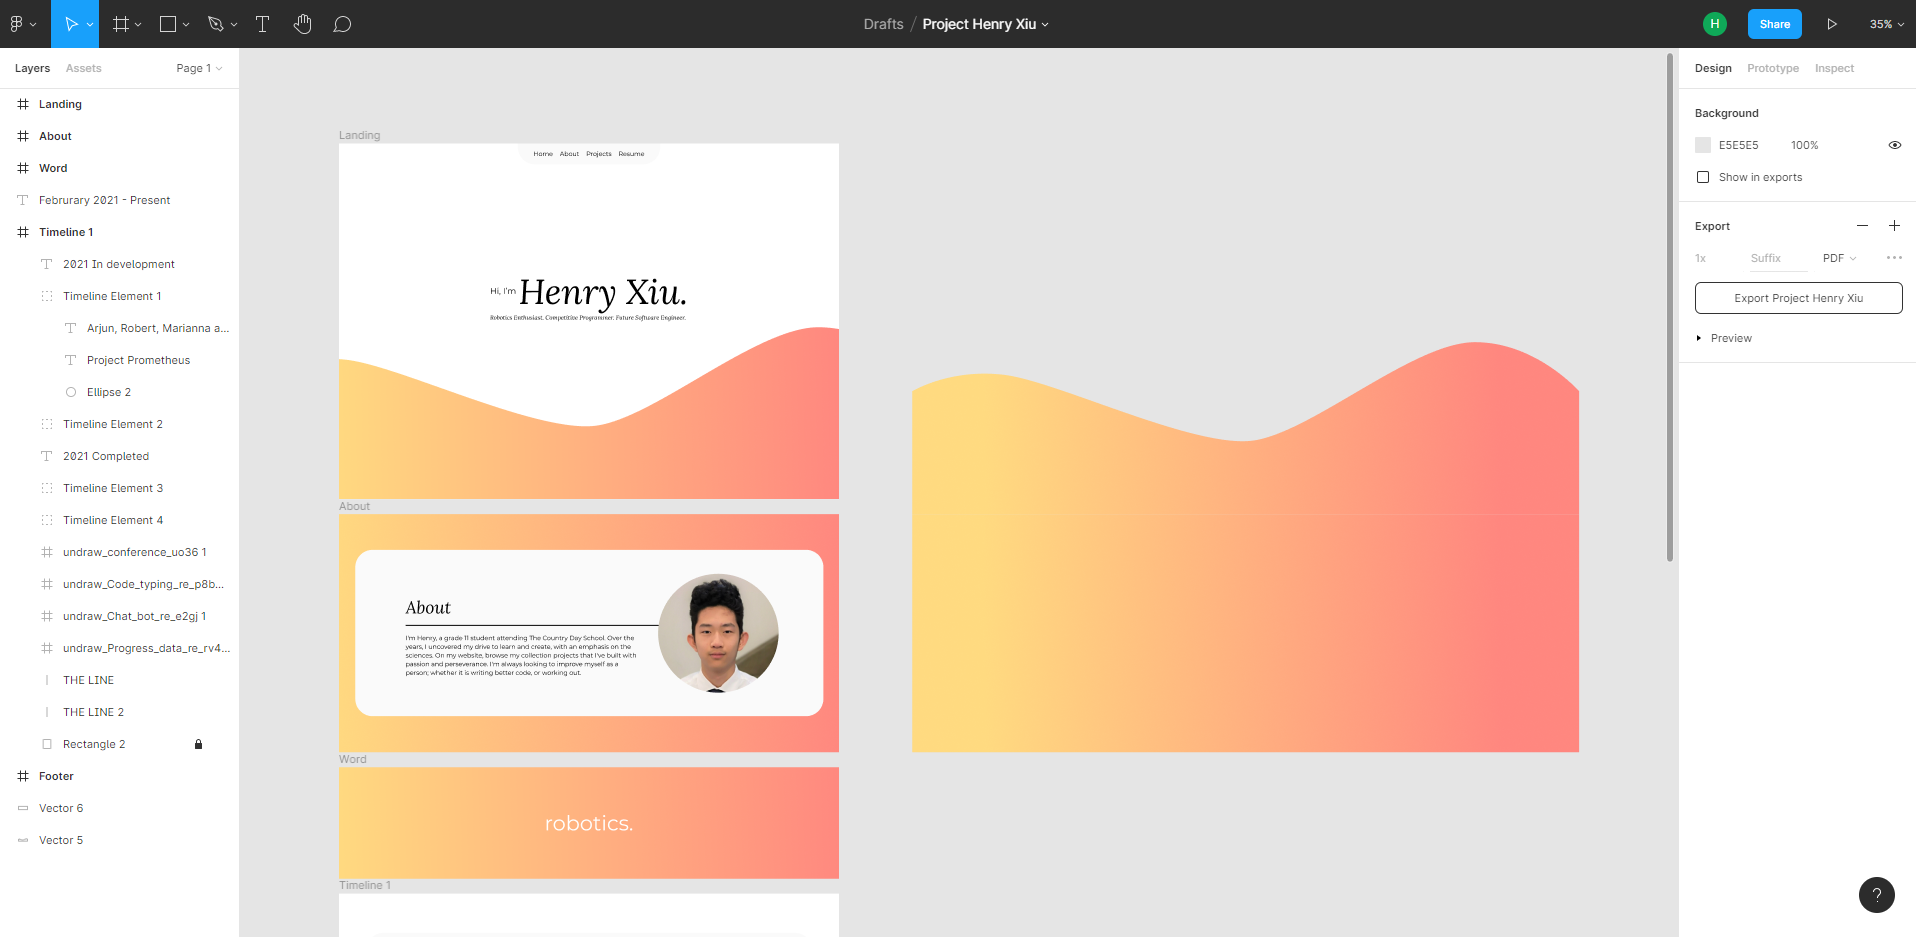 Drafts / Project Henry Xiu
H
Share
35%
Layers
Assets
Page 1
Landing
About
Word
Februrary 2021 - Present
Timeline 1
2021 In development
Timeline Element 1
Arjun, Robert, Marianna a...
Project Prometheus
Ellipse 2
Timeline Element 2
2021 Completed
Timeline Element 3
Timeline Element 4
undraw_conference_uo36 1
undraw_Code_typing_re_p8b...
undraw_Chat_bot_re_e2gj 1
undraw_Progress_data_re_rv4...
THE LINE
THE LINE 2
Rectangle 2
Footer
Vector 6
Vector 5
Landing
Home About Projects Resume
Hi, I'm Henry Xiu.
Robotics Enthusiast. Competitive Programmer. Future Software Engineer.
About
About
I'm Henry, a grade 11 student attending The Country Day School. Over the
years, I uncovered my drive to learn and create, with an emphasis on the
sciences. On my website, browse my collection projects that I've built with
passion and perseverance. I'm always looking to improve myself as a
person; whether it is writing better code, or working out.
Word
robotics.
Timeline 1
Design
Prototype
Inspect
Background
E5E5E5 100%
Show in exports
Export
1x Suffix PDF
Export Project Henry Xiu
Preview
?